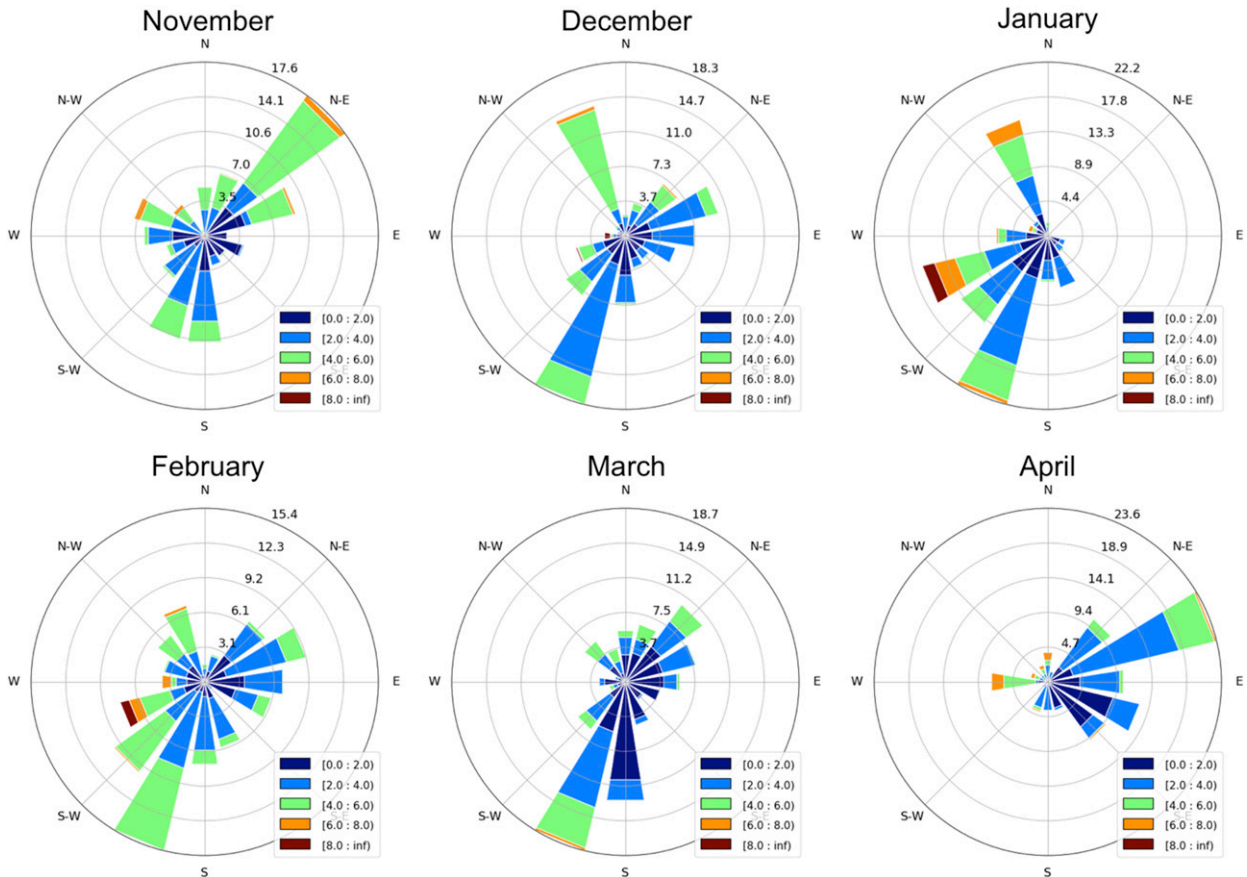 November
N
N-E
E
S-E
S
S-W
W
N-W
17.6
14.1
10.6
7.0
3.5
[0.0 : 2.0)
[2.0 : 4.0)
[4.0 : 6.0)
[6.0 : 8.0)
[8.0 : inf)
December
N
N-E
E
S-E
S
S-W
W
N-W
18.3
14.7
11.0
7.3
3.7
[0.0 : 2.0)
[2.0 : 4.0)
[4.0 : 6.0)
[6.0 : 8.0)
[8.0 : inf)
January
N
N-E
E
S-E
S
S-W
W
N-W
22.2
17.8
13.3
8.9
4.4
[0.0 : 2.0)
[2.0 : 4.0)
[4.0 : 6.0)
[6.0 : 8.0)
[8.0 : inf)
February
N
N-E
E
S-E
S
S-W
W
N-W
15.4
12.3
9.2
6.1
3.1
[0.0 : 2.0)
[2.0 : 4.0)
[4.0 : 6.0)
[6.0 : 8.0)
[8.0 : inf)
March
N
N-E
E
S-E
S
S-W
W
N-W
18.7
14.9
11.2
7.5
3.7
[0.0 : 2.0)
[2.0 : 4.0)
[4.0 : 6.0)
[6.0 : 8.0)
[8.0 : inf)
April
N
N-E
E
S-E
S
S-W
W
N-W
23.6
18.9
14.1
9.4
4.7
[0.0 : 2.0)
[2.0 : 4.0)
[4.0 : 6.0)
[6.0 : 8.0)
[8.0 : inf)